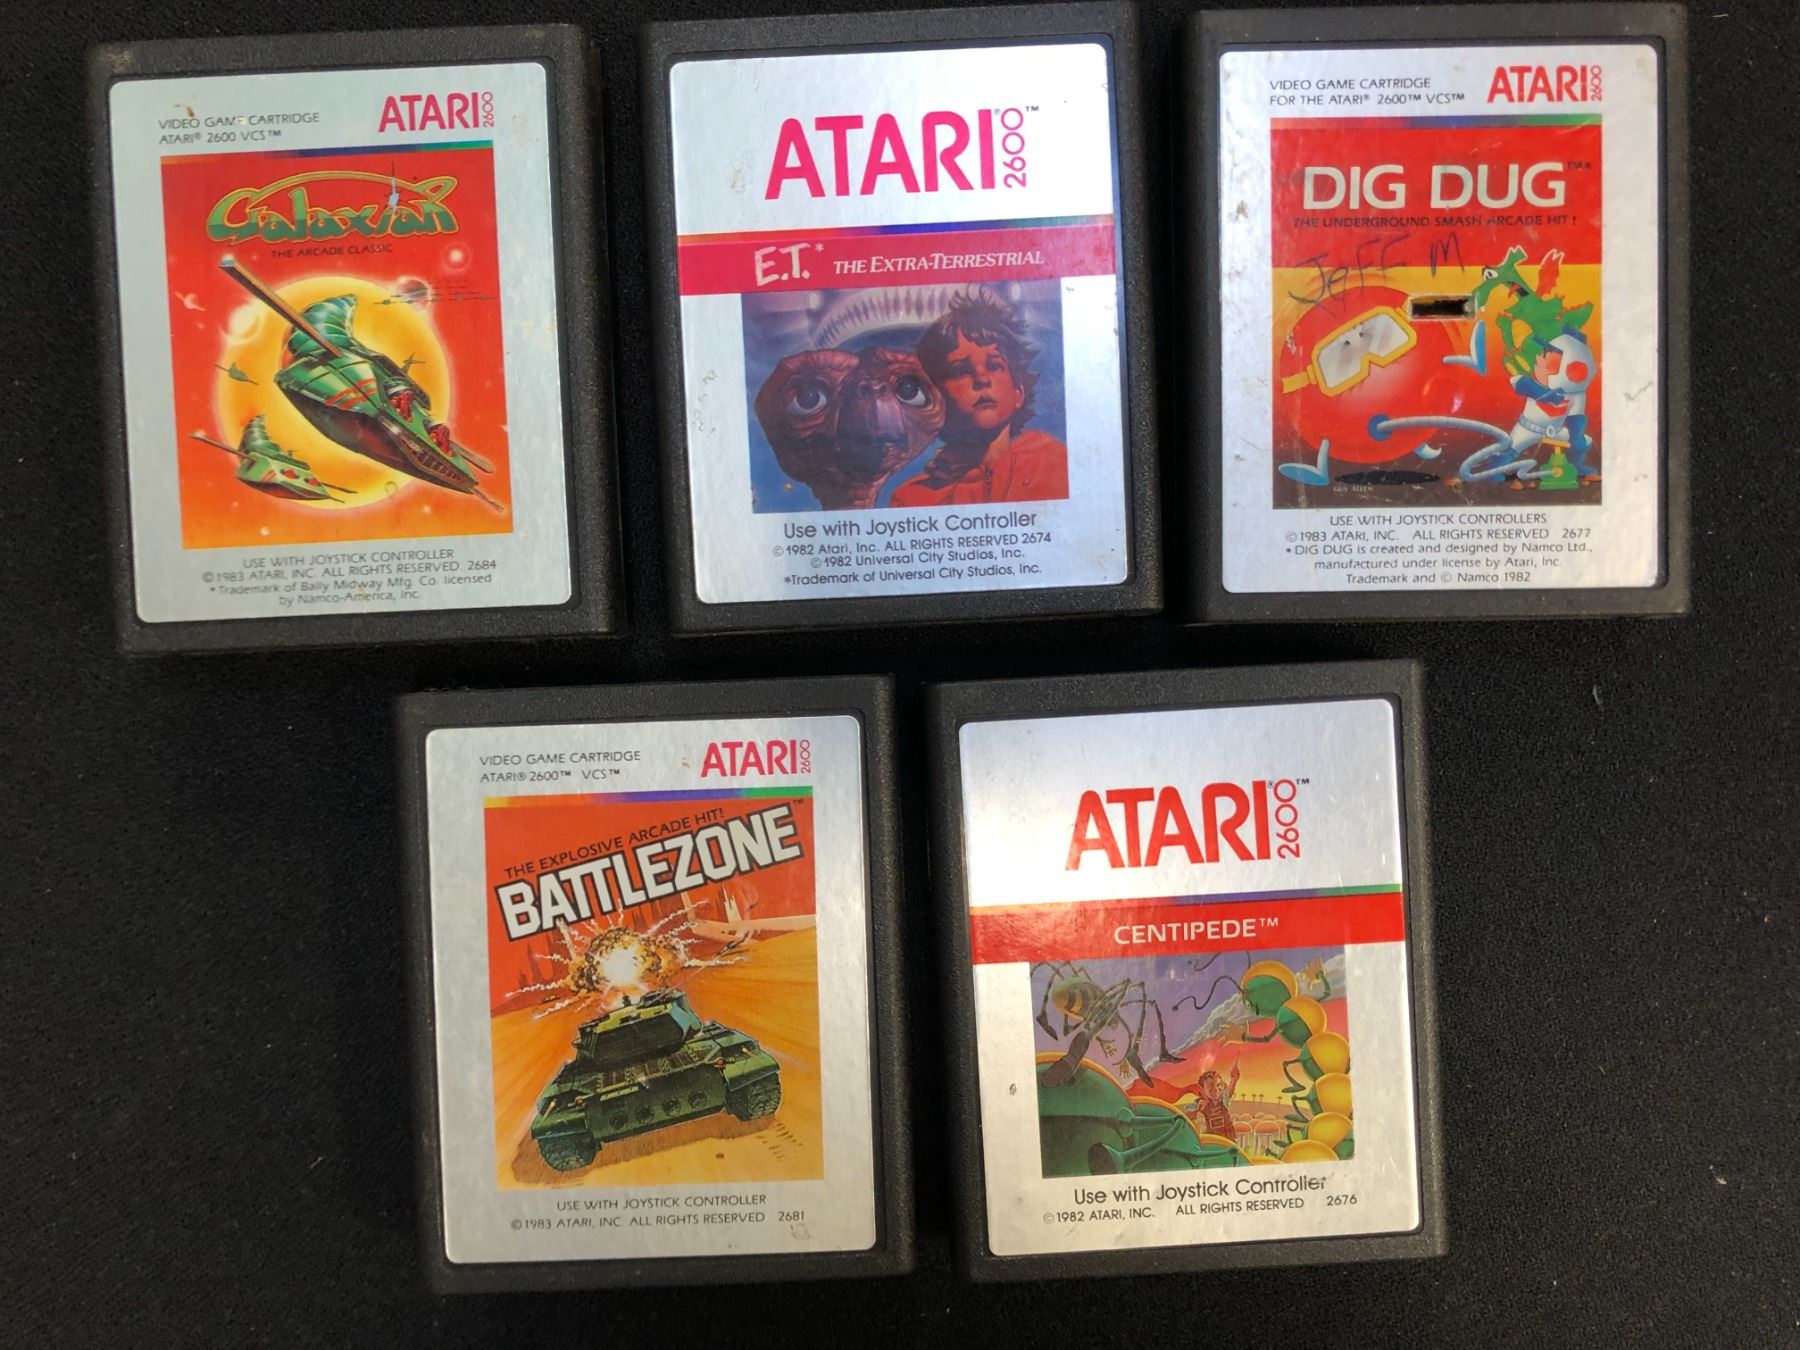 VIDEO GAME CARTRIDGE
ATARI® 2600 VCS™
ATARI 2600
Galaxian
THE ARCADE CLASSIC
USE WITH JOYSTICK CONTROLLER
©1983 ATARI, INC. ALL RIGHTS RESERVED. 2684
*Trademark of Bally Midway Mfg. Co. licensed
by Namco-America, Inc.
ATARI® 2600™
E.T.* THE EXTRA-TERRESTRIAL
Use with Joystick Controller
©1982 Atari, Inc. ALL RIGHTS RESERVED 2674
©1982 Universal City Studios, Inc.
*Trademark of Universal City Studios, Inc.
VIDEO GAME CARTRIDGE
FOR THE ATARI® 2600™ VCS™
ATARI 2600
DIG DUG™*
THE UNDERGROUND SMASH ARCADE HIT!
JeFF M
GUS ALLEN
USE WITH JOYSTICK CONTROLLERS
©1983 ATARI, INC. ALL RIGHTS RESERVED 2677
* DIG DUG is created and designed by Namco Ltd.,
manufactured under license by Atari, Inc.
Trademark and © Namco 1982
VIDEO GAME CARTRIDGE
ATARI® 2600™ VCS™
ATARI 2600
THE EXPLOSIVE ARCADE HIT!
BATTLEZONE™
USE WITH JOYSTICK CONTROLLER
©1983 ATARI, INC. ALL RIGHTS RESERVED 2681
ATARI® 2600™
CENTIPEDE™
Use with Joystick Controller
©1982 ATARI, INC. ALL RIGHTS RESERVED 2676